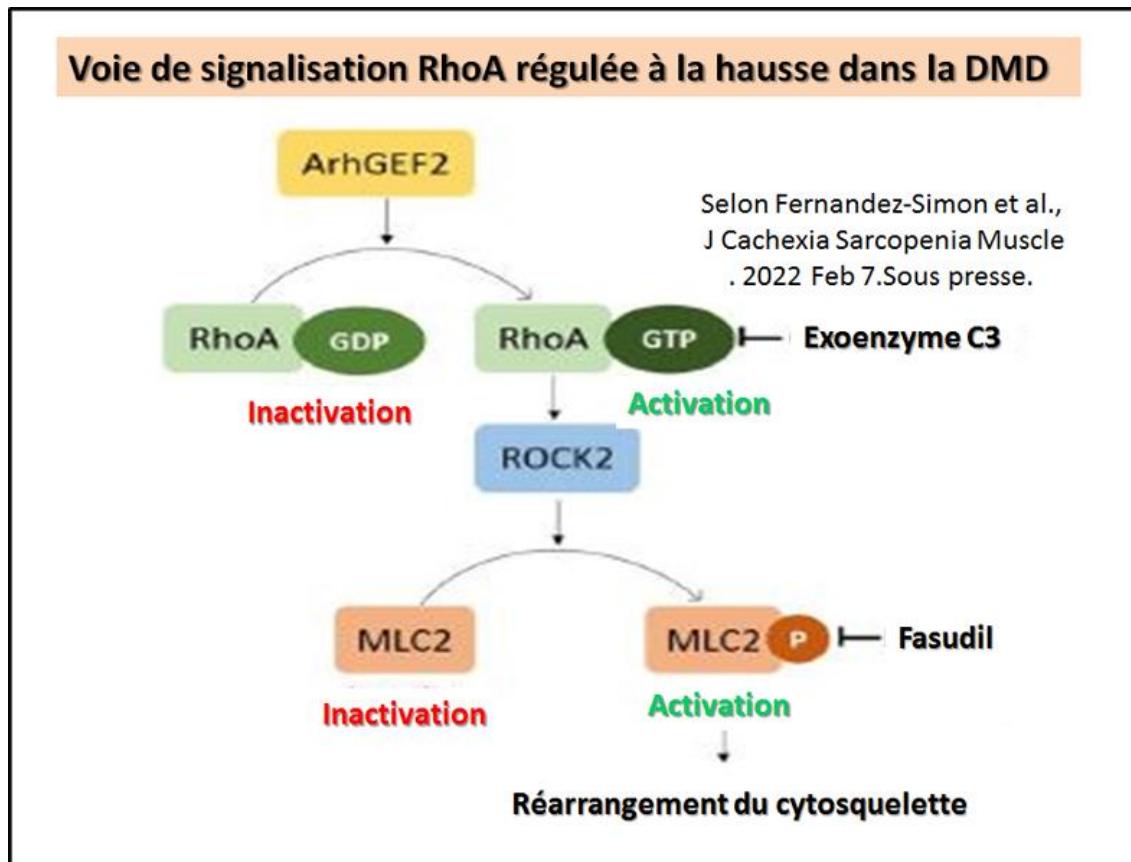 Voie de signalisation RhoA régulée à la hausse dans la DMD
ArhGEF2
Selon Fernandez-Simon et al.,
J Cachexia Sarcopenia Muscle
. 2022 Feb 7.Sous presse.
RhoA GDP
RhoA GTP
Exoenzyme C3
Inactivation
Activation
ROCK2
MLC2
MLC2 P
Fasudil
Inactivation
Activation
Réarrangement du cytosquelette